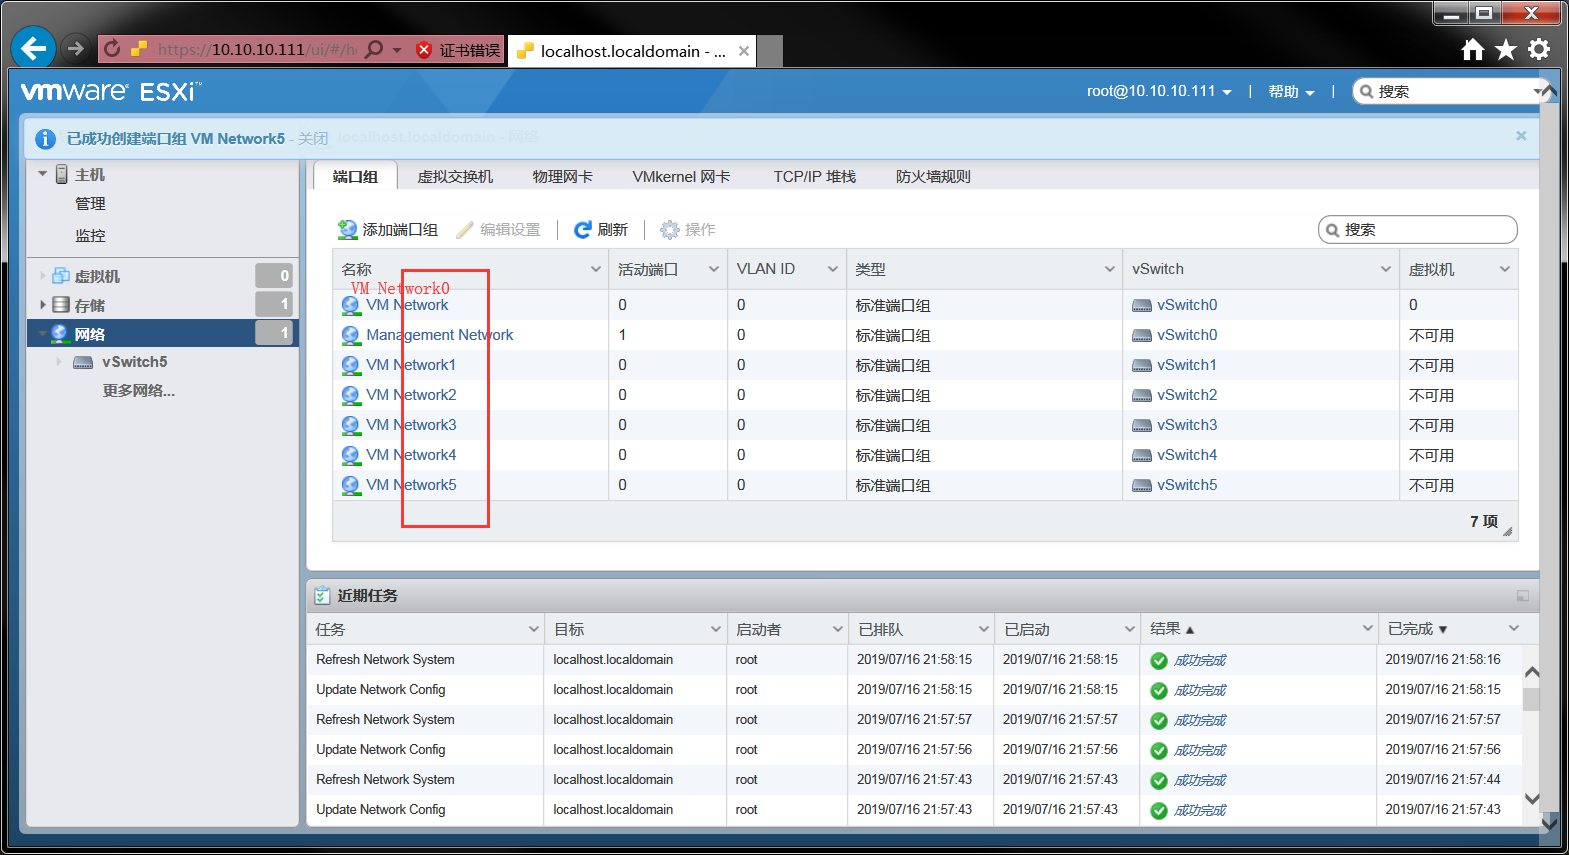 https://10.10.10.111/ui/#/h
证书错误
localhost.localdomain - ...
vmware ESXi™
root@10.10.10.111
|
帮助
|
搜索
已成功创建端口组 VM Network5 - 关闭
localhost.localdomain - 网络
主机
管理
监控
虚拟机 0
存储 1
网络 1
vSwitch5
更多网络...
端口组 虚拟交换机 物理网卡 VMkernel 网卡 TCP/IP 堆栈 防火墙规则
添加端口组 编辑设置 | 刷新 | 操作
搜索
名称 活动端口 VLAN ID 类型 vSwitch 虚拟机
VM Network0
VM Network 0 0 标准端口组 vSwitch0 0
Management Network 1 0 标准端口组 vSwitch0 不可用
VM Network1 0 0 标准端口组 vSwitch1 不可用
VM Network2 0 0 标准端口组 vSwitch2 不可用
VM Network3 0 0 标准端口组 vSwitch3 不可用
VM Network4 0 0 标准端口组 vSwitch4 不可用
VM Network5 0 0 标准端口组 vSwitch5 不可用
7 项
近期任务
任务 目标 启动者 已排队 已启动 结果 ▲ 已完成 ▼
Refresh Network System localhost.localdomain root 2019/07/16 21:58:15 2019/07/16 21:58:15 成功完成 2019/07/16 21:58:16
Update Network Config localhost.localdomain root 2019/07/16 21:58:15 2019/07/16 21:58:15 成功完成 2019/07/16 21:58:15
Refresh Network System localhost.localdomain root 2019/07/16 21:57:57 2019/07/16 21:57:57 成功完成 2019/07/16 21:57:57
Update Network Config localhost.localdomain root 2019/07/16 21:57:56 2019/07/16 21:57:56 成功完成 2019/07/16 21:57:56
Refresh Network System localhost.localdomain root 2019/07/16 21:57:43 2019/07/16 21:57:43 成功完成 2019/07/16 21:57:44
Update Network Config localhost.localdomain root 2019/07/16 21:57:43 2019/07/16 21:57:43 成功完成 2019/07/16 21:57:43